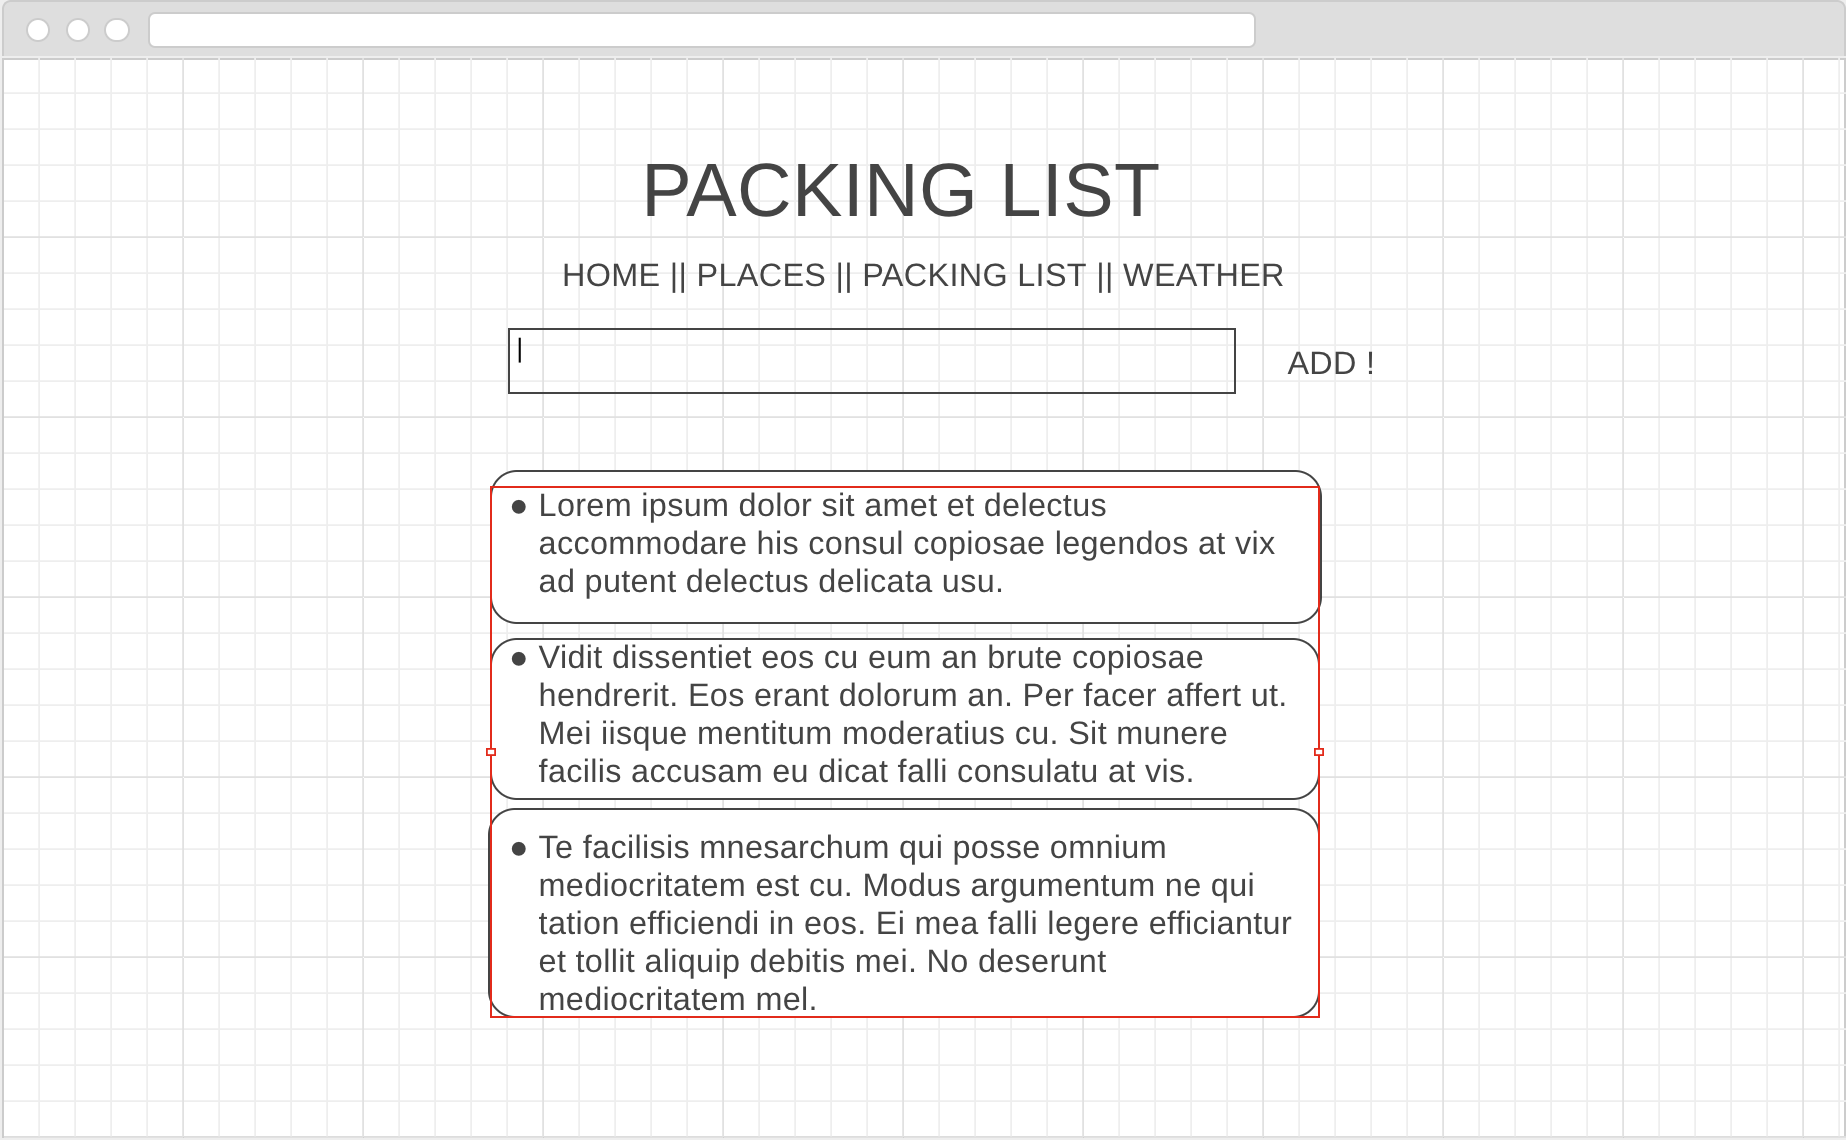 PACKING LIST
HOME || PLACES || PACKING LIST || WEATHER
ADD !
● Lorem ipsum dolor sit amet et delectus
accommodare his consul copiosae legendos at vix
ad putent delectus delicata usu.
● Vidit dissentiet eos cu eum an brute copiosae
hendrerit. Eos erant dolorum an. Per facer affert ut.
Mei iisque mentitum moderatius cu. Sit munere
facilis accusam eu dicat falli consulatu at vis.
● Te facilisis mnesarchum qui posse omnium
mediocritatem est cu. Modus argumentum ne qui
tation efficiendi in eos. Ei mea falli legere efficiantur
et tollit aliquip debitis mei. No deserunt
mediocritatem mel.